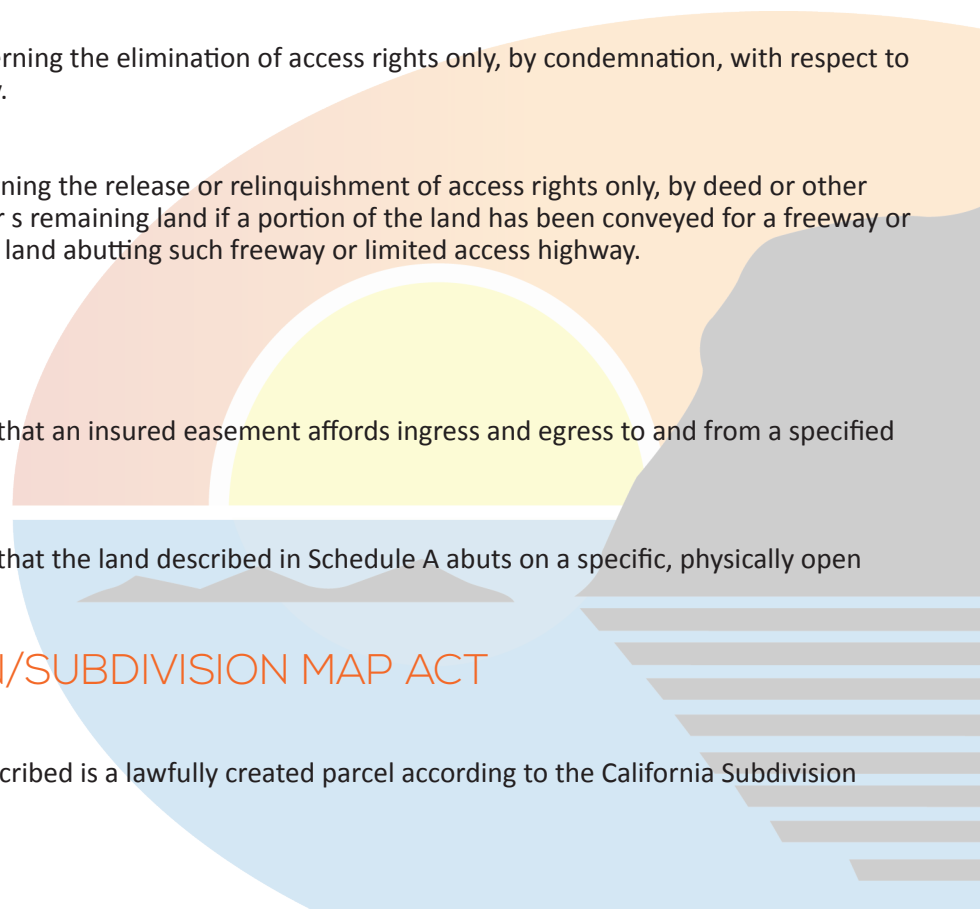 erning the elimination of access rights only, by condemnation, with respect to
.
ning the release or relinquishment of access rights only, by deed or other
r s remaining land if a portion of the land has been conveyed for a freeway or
land abutting such freeway or limited access highway.
that an insured easement affords ingress and egress to and from a specified
that the land described in Schedule A abuts on a specific, physically open
N/SUBDIVISION MAP ACT
cribed is a lawfully created parcel according to the California Subdivision